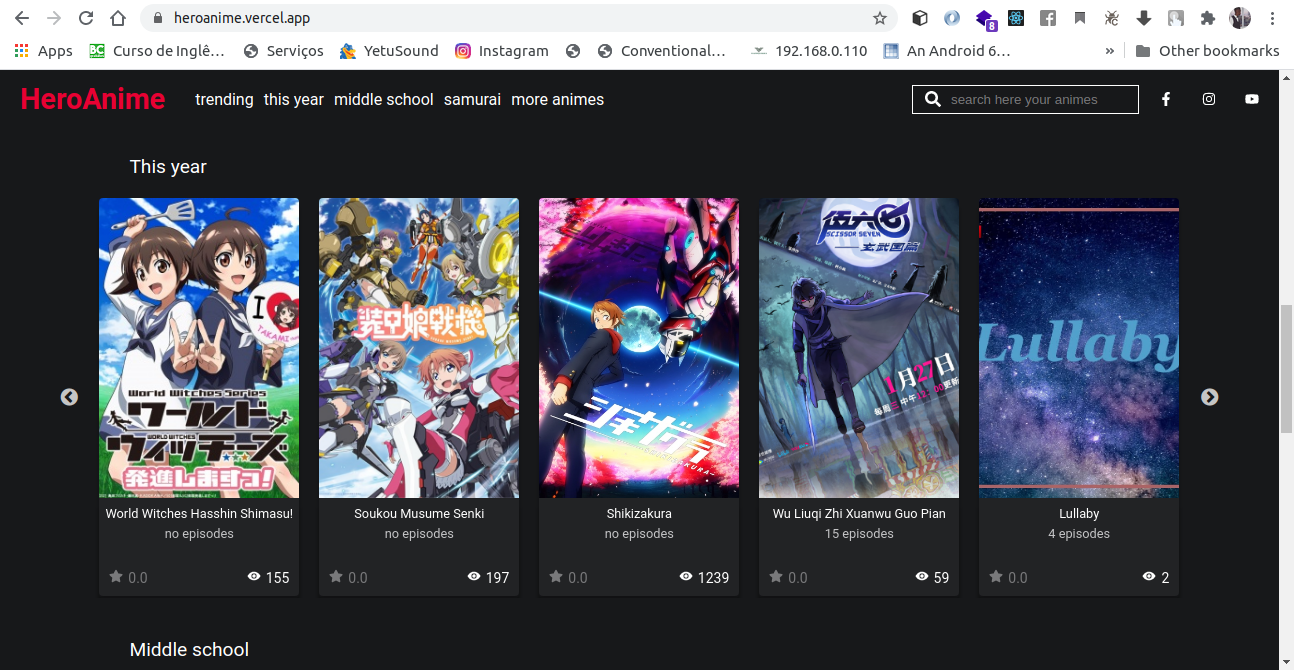 heroanime.vercel.app
8
Apps Curso de Inglê... Serviços YetuSound Instagram Conventional... 192.168.0.110 An Android 6... » Other bookmarks
HeroAnime trending this year middle school samurai more animes search here your animes
This year
I
TAKAMI
World Witches Series
ワールド
WORLD WITCHES
ウィッチーズ
発進しますっ!
装甲娘戦機
シキザクラ
伍六七
SCISSOR SEVEN
玄武国篇
1月27日
Lullaby
World Witches Hasshin Shimasu! Soukou Musume Senki Shikizakura Wu Liuqi Zhi Xuanwu Guo Pian Lullaby
no episodes no episodes no episodes 15 episodes 4 episodes
0.0 155 0.0 197 0.0 1239 0.0 59 0.0 2
Middle school